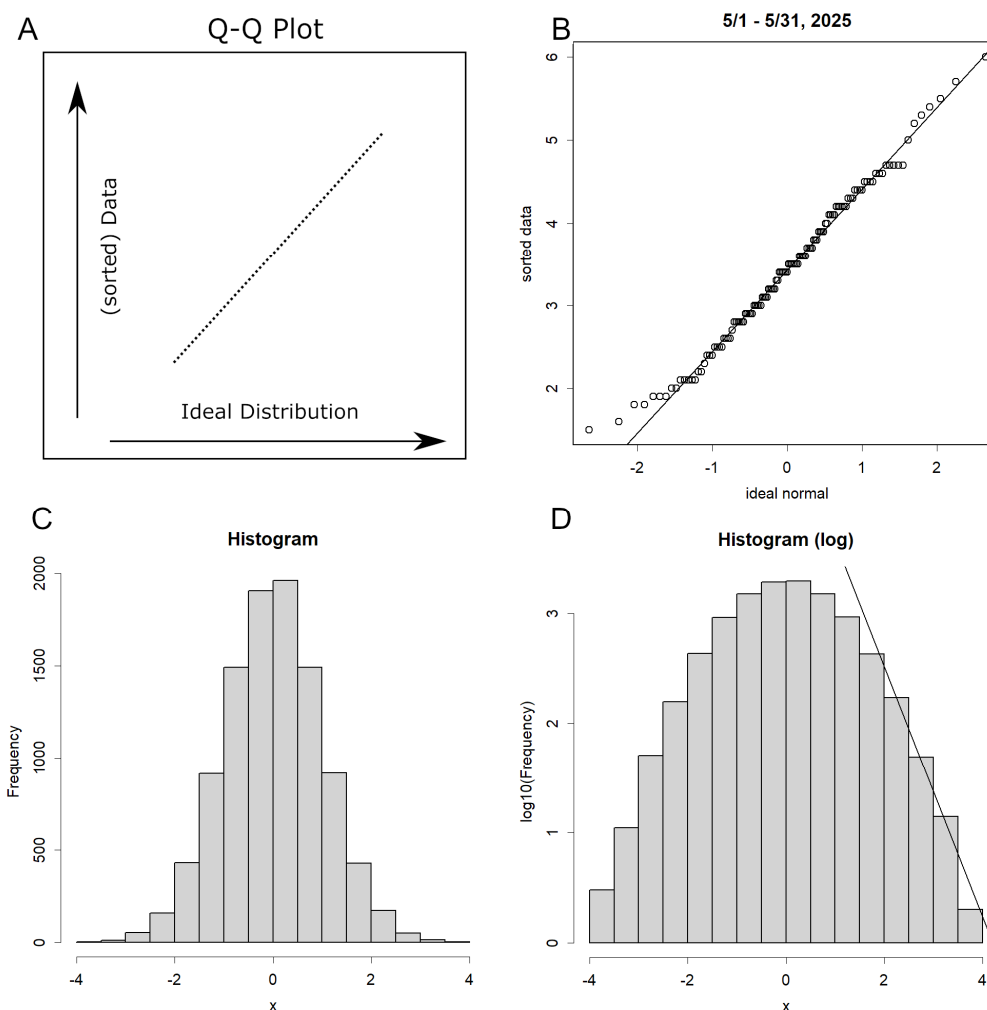 A
Q-Q Plot
(sorted) Data
Ideal Distribution
B
5/1 - 5/31, 2025
sorted data
6
5
4
3
2
-2 -1 0 1 2
ideal normal
C
Histogram
Frequency
2000
1500
1000
500
0
-4 -2 0 2 4
x
D
Histogram (log)
log10(Frequency)
3
2
1
0
-4 -2 0 2 4
x